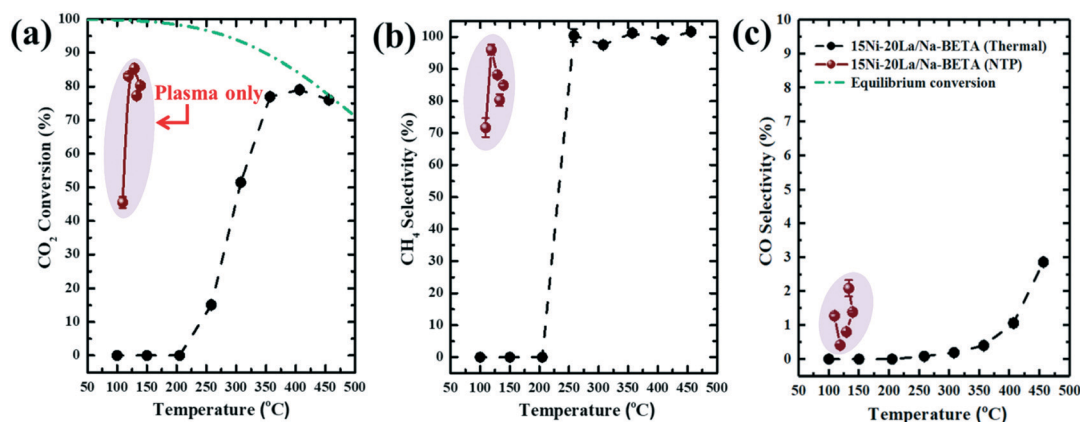 (a)
100
90
80
70
60
50
40
30
20
10
0
CO2 Conversion (%)
Plasma only
50 100 150 200 250 300 350 400 450 500
Temperature (°C)
(b)
100
90
80
70
60
50
40
30
20
10
0
CH4 Selectivity (%)
50 100 150 200 250 300 350 400 450 500
Temperature (°C)
(c)
10
9
8
7
6
5
4
3
2
1
0
CO Selectivity (%)
15Ni-20La/Na-BETA (Thermal)
15Ni-20La/Na-BETA (NTP)
Equilibrium conversion
50 100 150 200 250 300 350 400 450 500
Temperature (°C)